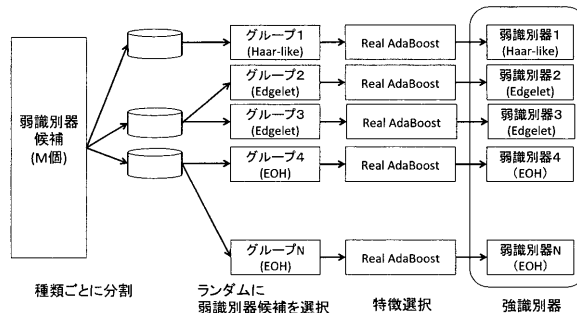 弱識別器
候補
(M個)
グループ1
(Haar-like)
Real AdaBoost
弱識別器1
(Haar-like)
グループ2
(Edgelet)
Real AdaBoost
弱識別器2
(Edgelet)
グループ3
(Edgelet)
Real AdaBoost
弱識別器3
(Edgelet)
グループ4
(EOH)
Real AdaBoost
弱識別器4
(EOH)
グループN
(EOH)
Real AdaBoost
弱識別器N
(EOH)
種類ごとに分割
ランダムに
弱識別器候補を選択
特徴選択
強識別器